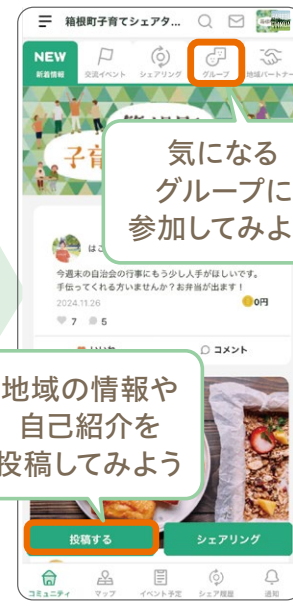 箱根町子育てシェアタ...
NEW
新着情報
交流イベント
シェアリング
グループ
地域パートナー
子育
気になる
グループに
参加してみよ
はこ
今週末の自治会の行事にもう少し人手がほしいです。
手伝ってくれる方いませんか？お弁当が出ます！
2024.11.26
0円
7
5
いいね
コメント
地域の情報や
自己紹介を
投稿してみよう
投稿する
シェアリング
コミュニティ
マップ
イベント予定
シェア履歴
通知